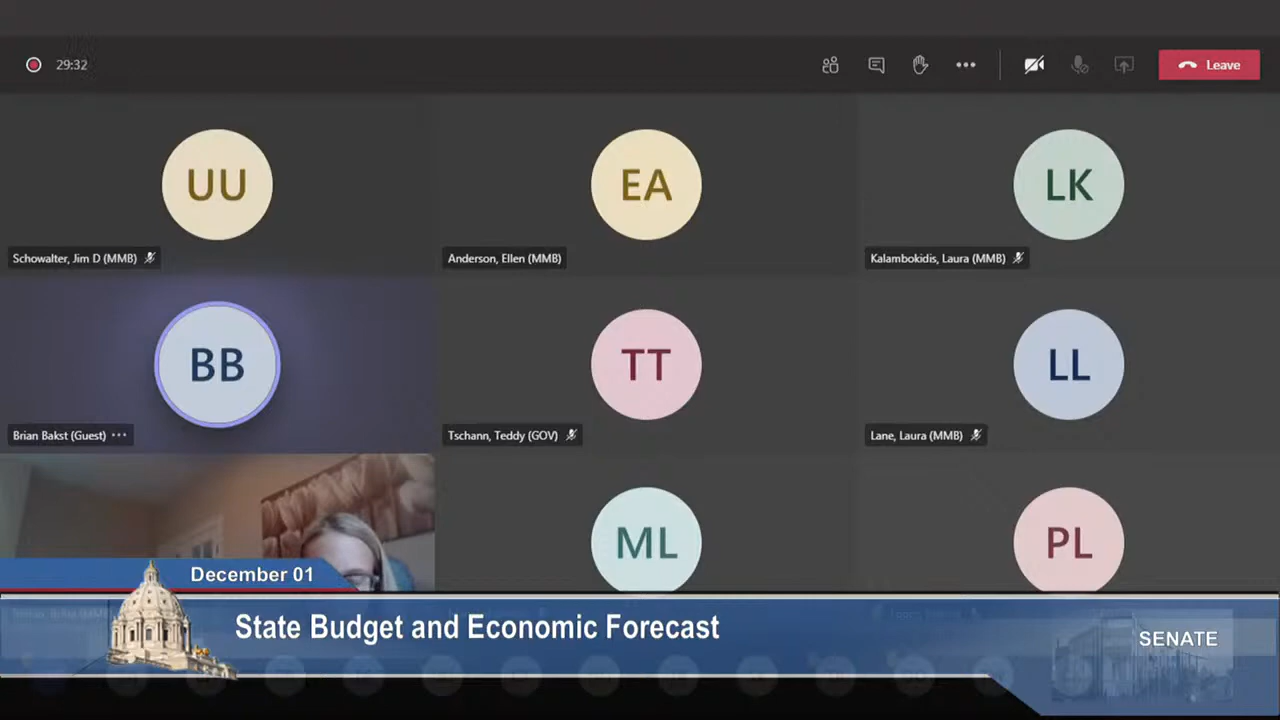 29:32
Leave
UU
EA
LK
Schowalter, Jim D (MMB)
Anderson, Ellen (MMB)
Kalambokidis, Laura (MMB)
BB
TT
LL
Brian Bakst (Guest)
Tschann, Teddy (GOV)
Lane, Laura (MMB)
ML
PL
December 01
State Budget and Economic Forecast
SENATE